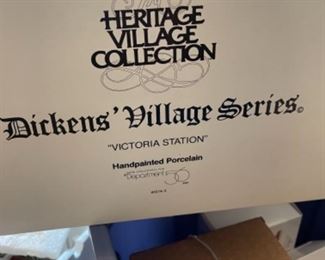 HERITAGE
VILLAGE
COLLECTION
Dickens' Village Series©
"VICTORIA STATION"
Handpainted Porcelain
Department 56